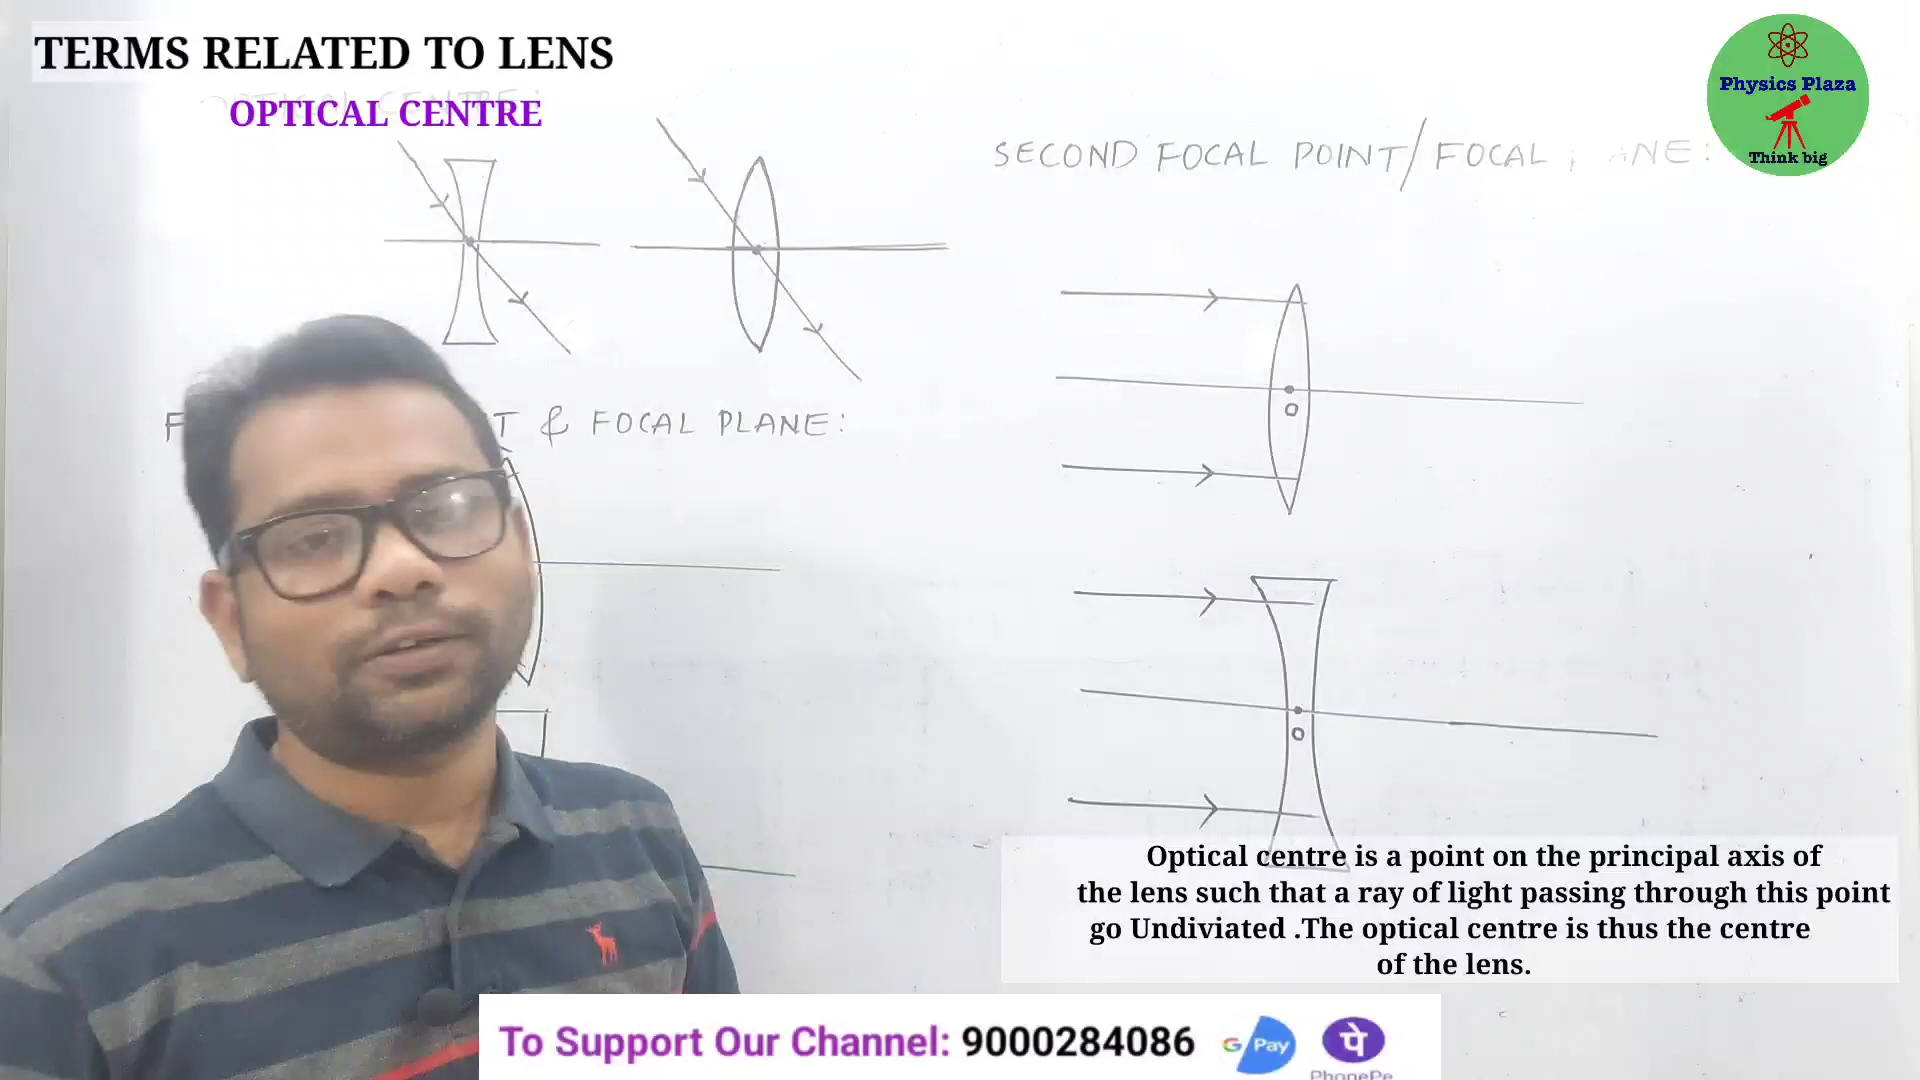 TERMS RELATED TO LENS
OPTICAL CENTRE
Physics Plaza
Think big
SECOND FOCAL POINT/FOCAL ANE:
& FOCAL PLANE:
O
O
Optical centre is a point on the principal axis of
the lens such that a ray of light passing through this point
go Undiviated .The optical centre is thus the centre
of the lens.
To Support Our Channel: 9000284086 G Pay पे
PhonePe